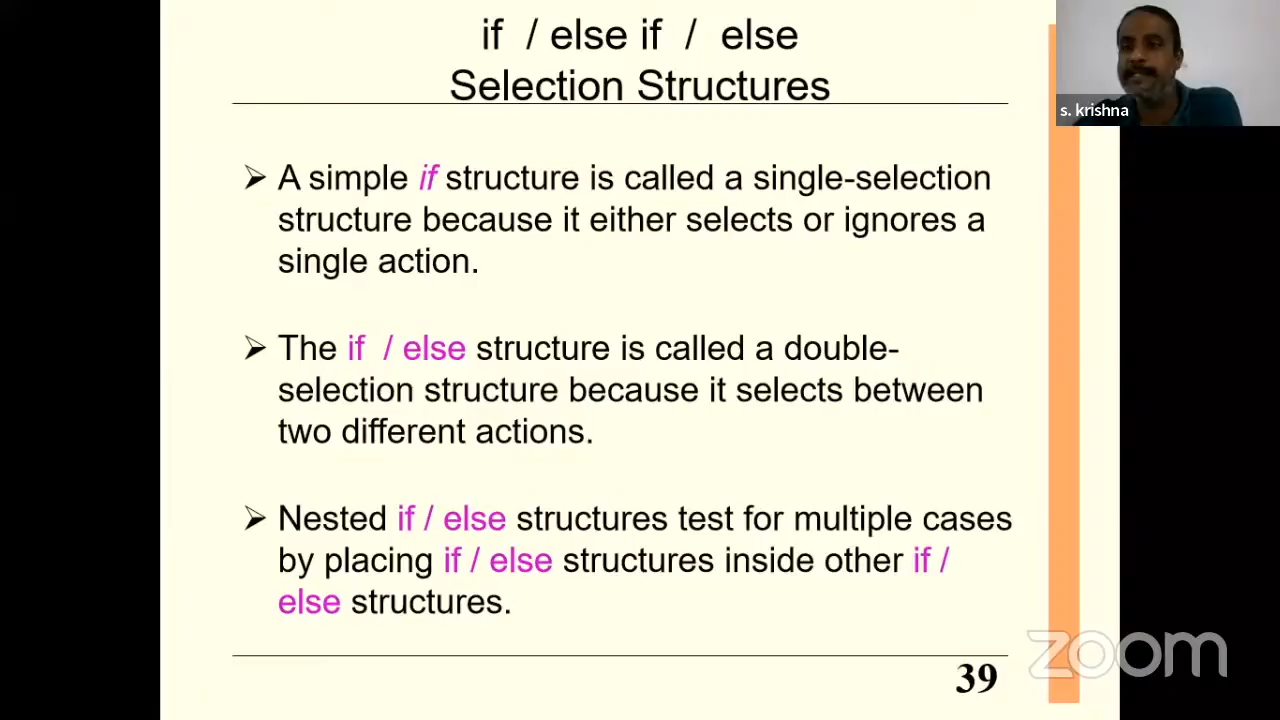 if / else if / else
Selection Structures
s. krishna
➢ A simple if structure is called a single-selection
structure because it either selects or ignores a
single action.
➢ The if / else structure is called a double-
selection structure because it selects between
two different actions.
➢ Nested if / else structures test for multiple cases
by placing if / else structures inside other if /
else structures.
39
zoom